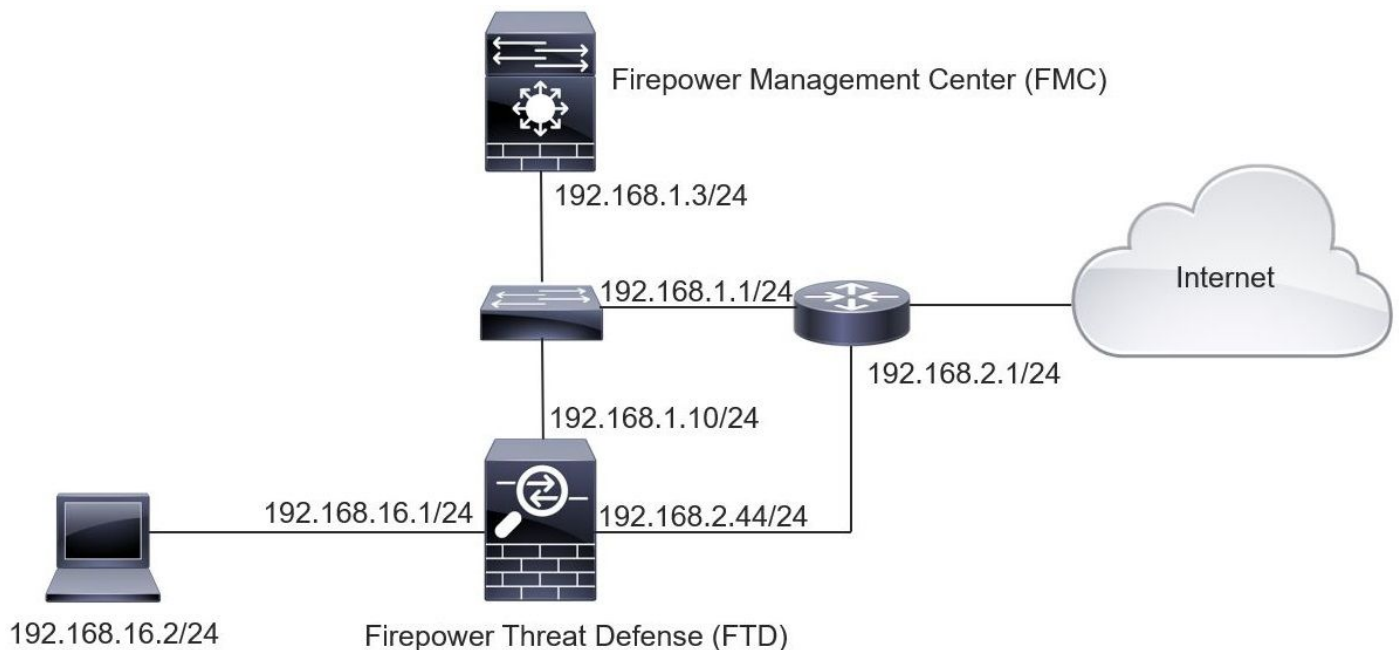 Firepower Management Center (FMC)
192.168.1.3/24
192.168.1.1/24
Internet
192.168.2.1/24
192.168.1.10/24
192.168.16.1/24
192.168.2.44/24
192.168.16.2/24
Firepower Threat Defense (FTD)